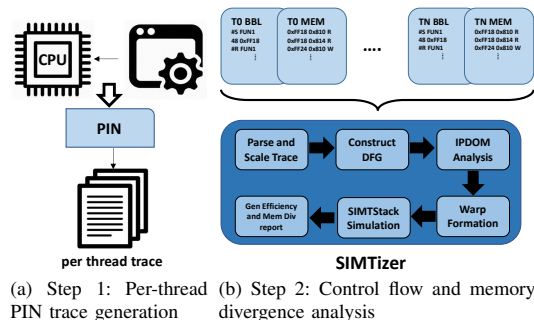 CPU
PIN
per thread trace
(a) Step 1: Per-thread
PIN trace generation
T0 BBL
#S FUN1
48 0xFF18
#R FUN1
⋮
T0 MEM
0xFF18 0x810 R
0xFF18 0x814 R
0xFF24 0x810 W
⋮
....
TN BBL
#S FUN1
48 0xFF18
#R FUN1
⋮
TN MEM
0xFF18 0x810 R
0xFF18 0x814 R
0xFF24 0x810 W
⋮
Parse and
Scale Trace
Construct
DFG
IPDOM
Analysis
Warp
Formation
SIMTStack
Simulation
Gen Efficiency
and Mem Div
report
SIMTizer
(b) Step 2: Control flow and memory
divergence analysis